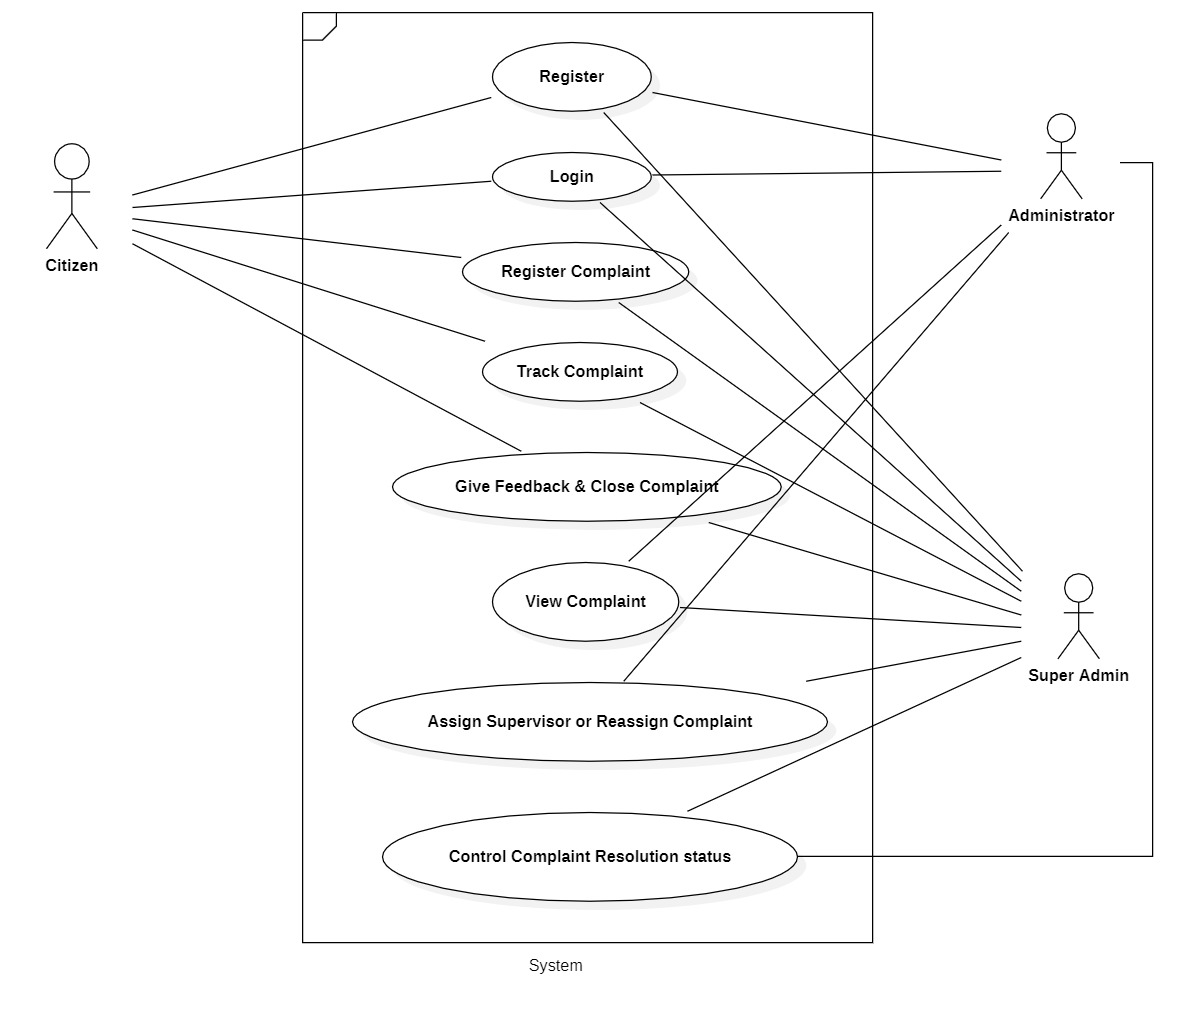 Register
Login
Citizen
Administrator
Register Complaint
Track Complaint
Give Feedback & Close Complaint
View Complaint
Super Admin
Assign Supervisor or Reassign Complaint
Control Complaint Resolution status
System